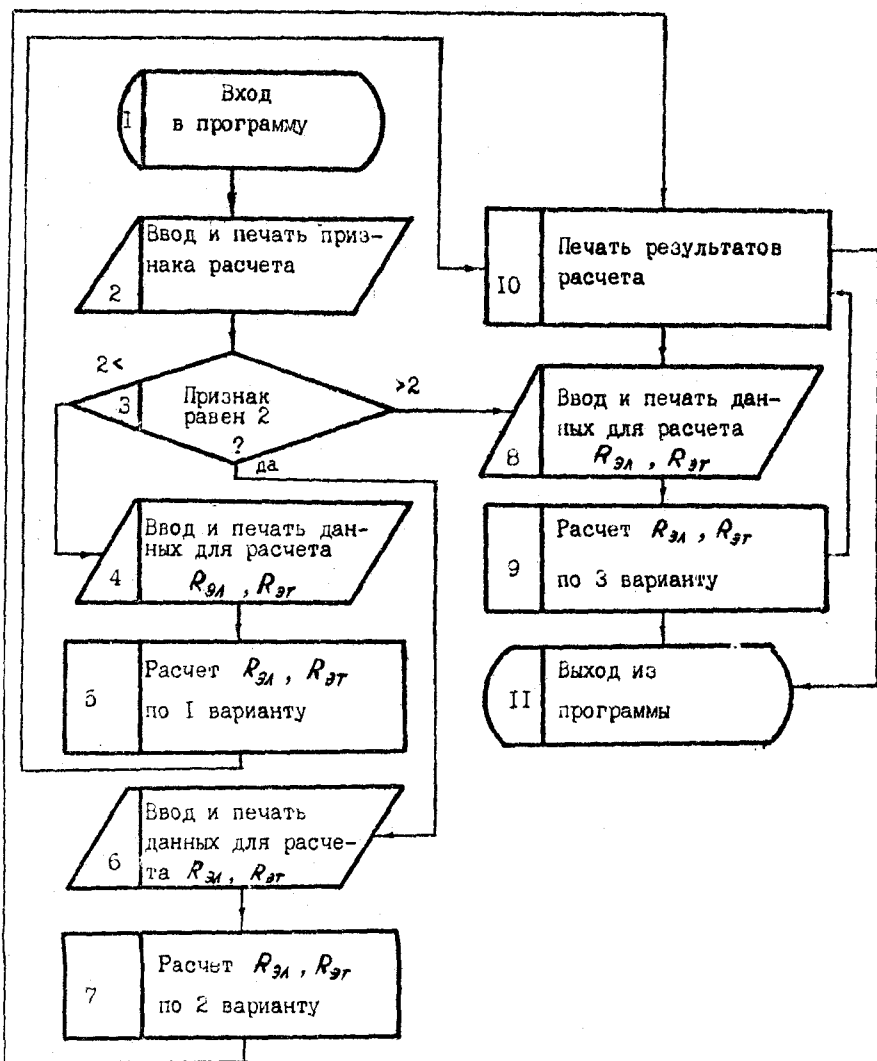 I
Вход
в программу
2
Ввод и печать приз-
нака расчета
2<
3
Признак
равен 2
?
>2
да
4
Ввод и печать дан-
ных для расчета
Rэл , Rэт
5
Расчет Rэл , Rэт
по I варианту
6
Ввод и печать
данных для расче-
та Rэл , Rэт
7
Расчет Rэл , Rэт
по 2 варианту
I0
Печать результатов
расчета
8
Ввод и печать дан-
ных для расчета
Rэл , Rэт
9
Расчет Rэл , Rэт
по 3 варианту
II
Выход из
программы